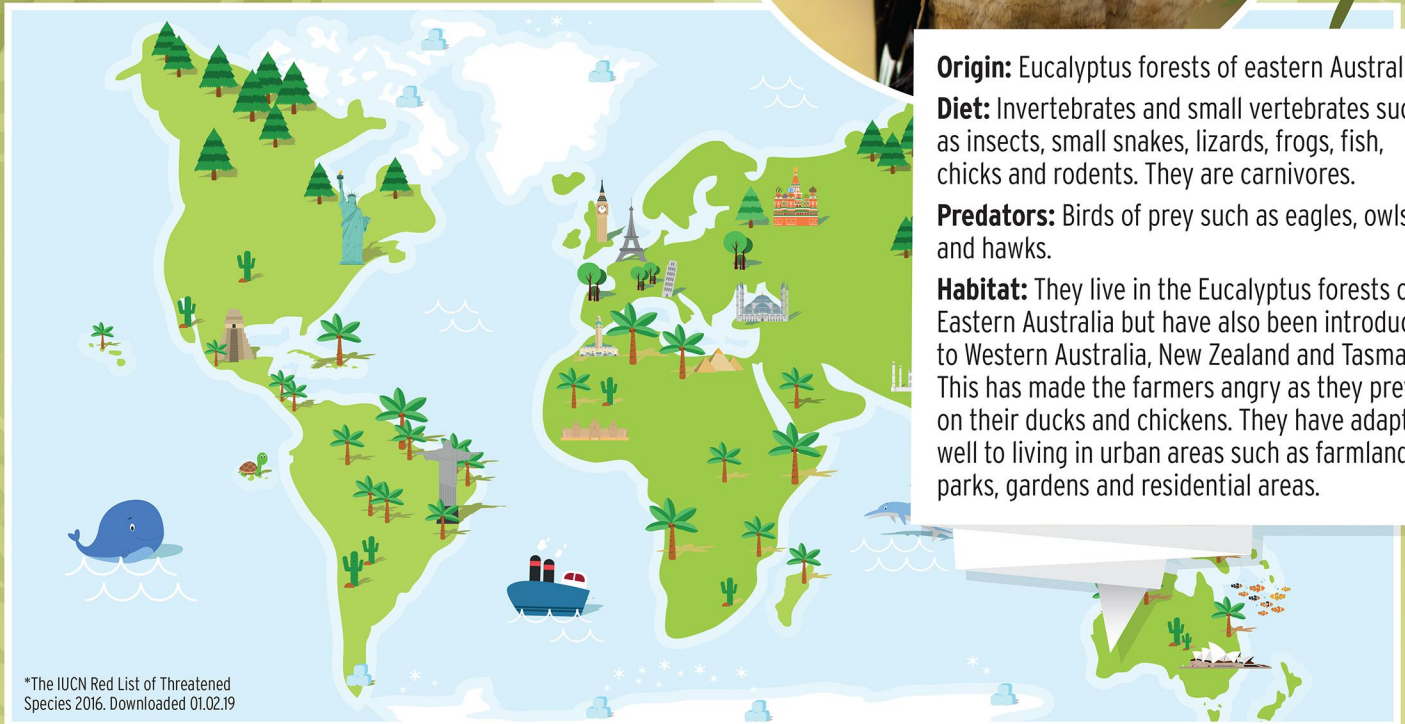 Origin: Eucalyptus forests of eastern Austral
Diet: Invertebrates and small vertebrates suc
as insects, small snakes, lizards, frogs, fish,
chicks and rodents. They are carnivores.
Predators: Birds of prey such as eagles, owls
and hawks.
Habitat: They live in the Eucalyptus forests o
Eastern Australia but have also been introduc
to Western Australia, New Zealand and Tasma
This has made the farmers angry as they pre
on their ducks and chickens. They have adapt
well to living in urban areas such as farmland
parks, gardens and residential areas.
*The IUCN Red List of Threatened
Species 2016. Downloaded 01.02.19